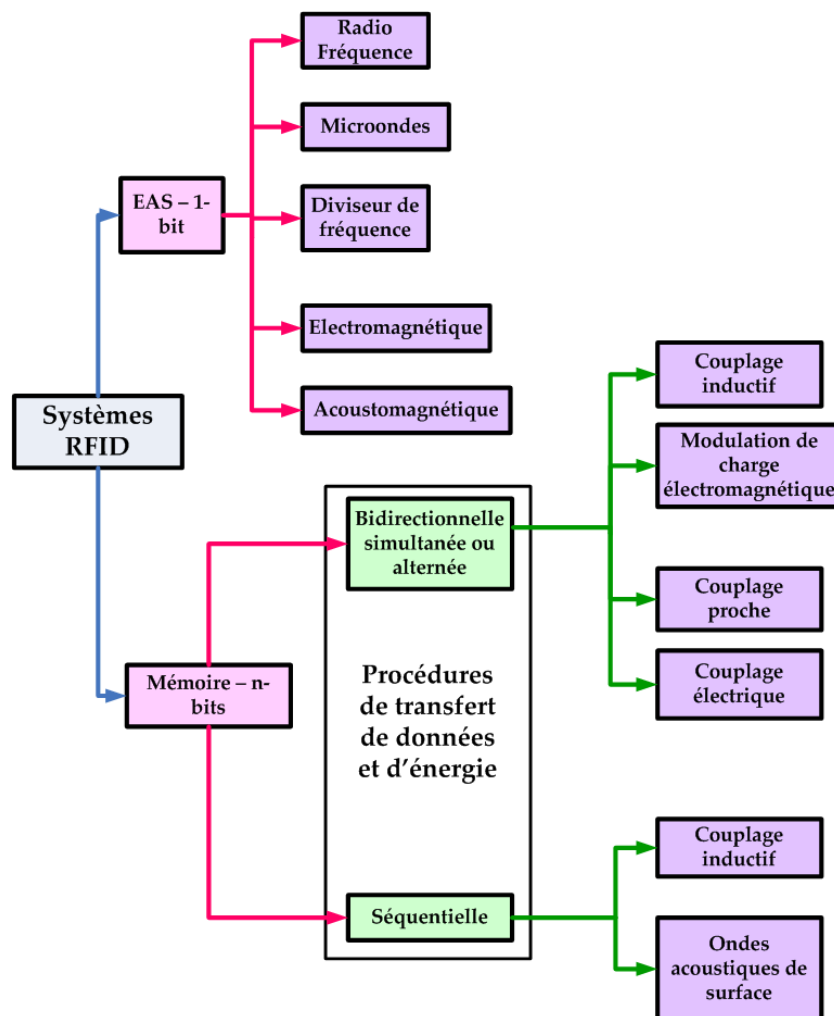 Radio
Fréquence
Microondes
EAS – 1-
bit
Diviseur de
fréquence
Electromagnétique
Acoustomagnétique
Systèmes
RFID
Mémoire – n-
bits
Bidirectionnelle
simultanée ou
alternée
Procédures
de transfert
de données
et d’énergie
Séquentielle
Couplage
inductif
Modulation de
charge
électromagnétique
Couplage
proche
Couplage
électrique
Couplage
inductif
Ondes
acoustiques de
surface